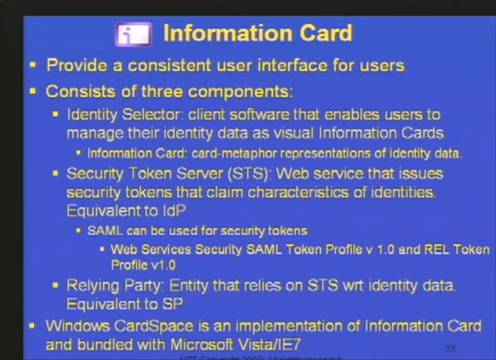 i
Information Card
Provide a consistent user interface for users
Consists of three components:
Identity Selector: client software that enables users to
manage their identity data as visual Information Cards
Information Card: card-metaphor representations of identity data.
Security Token Server (STS): Web service that issues
security tokens that claim characteristics of identities.
Equivalent to IdP
SAML can be used for security tokens
Web Services Security SAML Token Profile v 1.0 and REL Token
Profile v1.0
Relying Party: Entity that relies on STS wrt identity data.
Equivalent to SP
Windows CardSpace is an implementation of Information Card
and bundled with Microsoft Vista/IE7